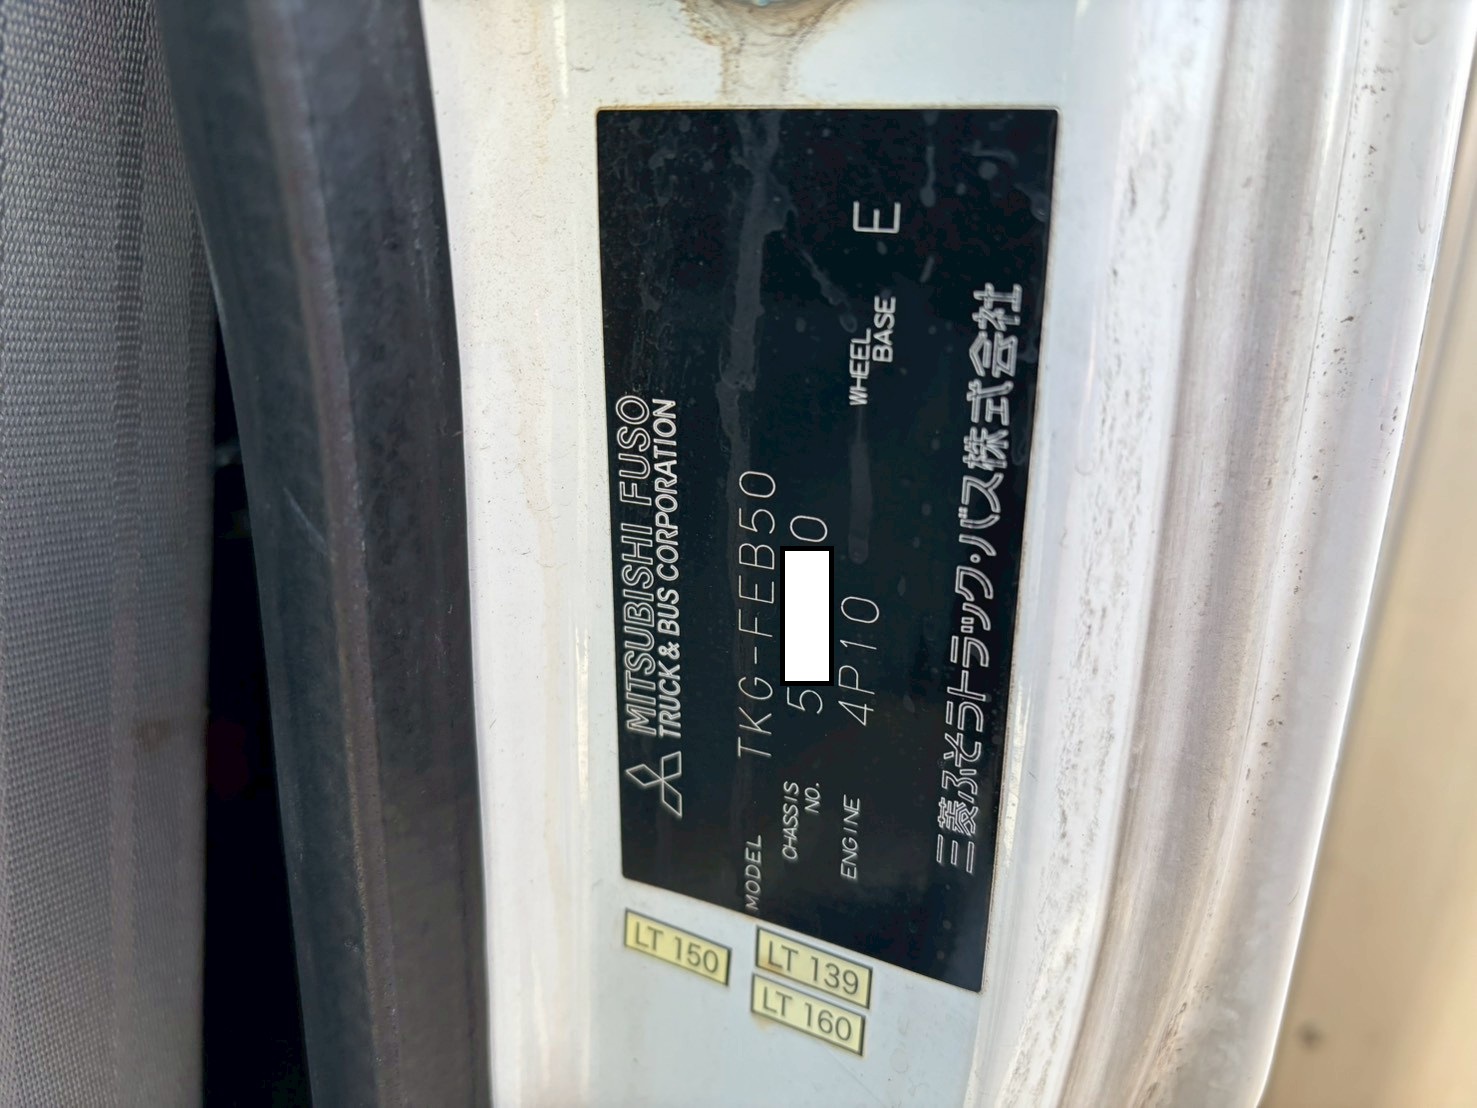 MITSUBISHI FUSO
TRUCK & BUS CORPORATION
MODEL TKG-FEB50
CHASSIS NO. 5 0
ENGINE 4P10 WHEEL BASE E
三菱ふそうトラック・バス株式会社
LT 150
LT 139
LT 160